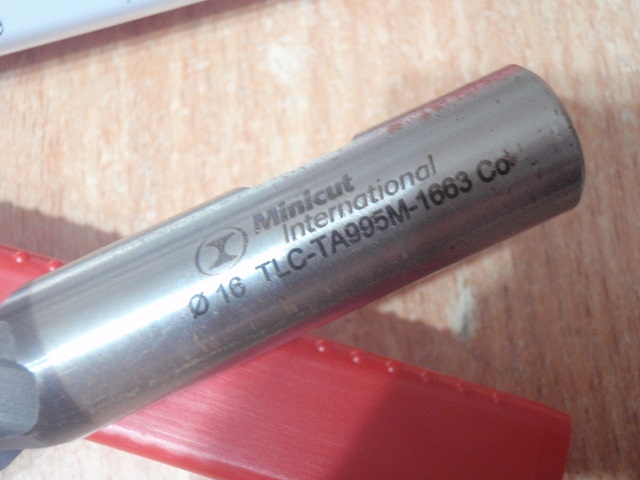 Minicut
International
Ø 16 TLC-TA995M-1663 Co